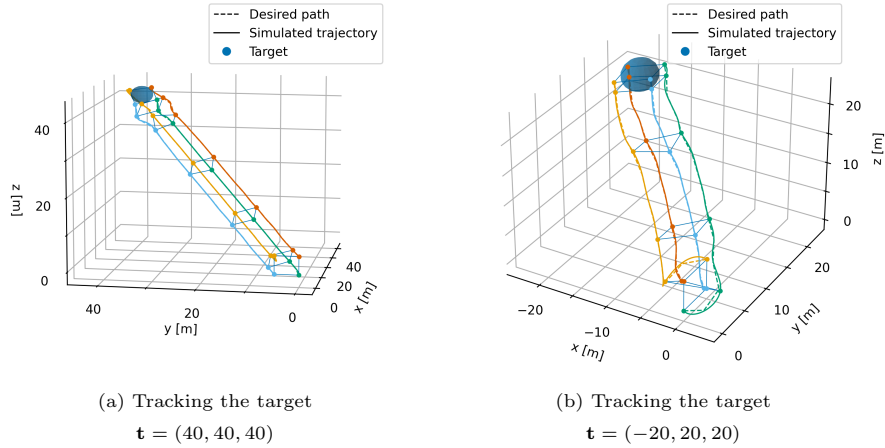 Desired path
Simulated trajectory
Target
40
20
0
z [m]
40
20
0
y [m]
0
20
40
x [m]
Desired path
Simulated trajectory
Target
20
10
0
z [m]
−20
−10
0
x [m]
0
10
20
y [m]
(a) Tracking the target
t = (40, 40, 40)
(b) Tracking the target
t = (−20, 20, 20)